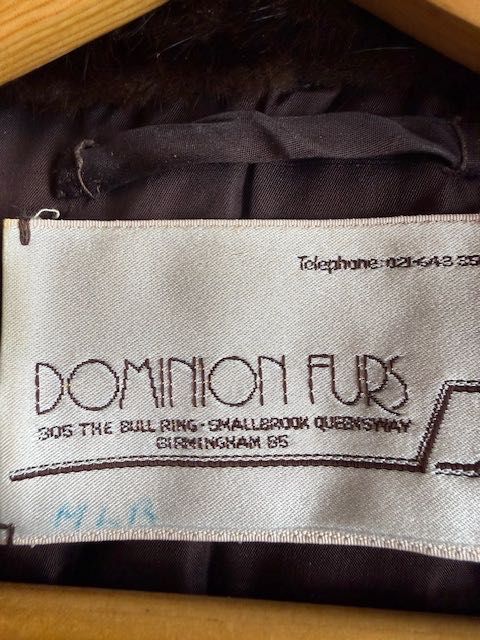 Telephone: 021-643
DOMINION FURS
305 THE BULL RING · SMALLBROOK QUEENSWAY
BIRMINGHAM B5
MLR